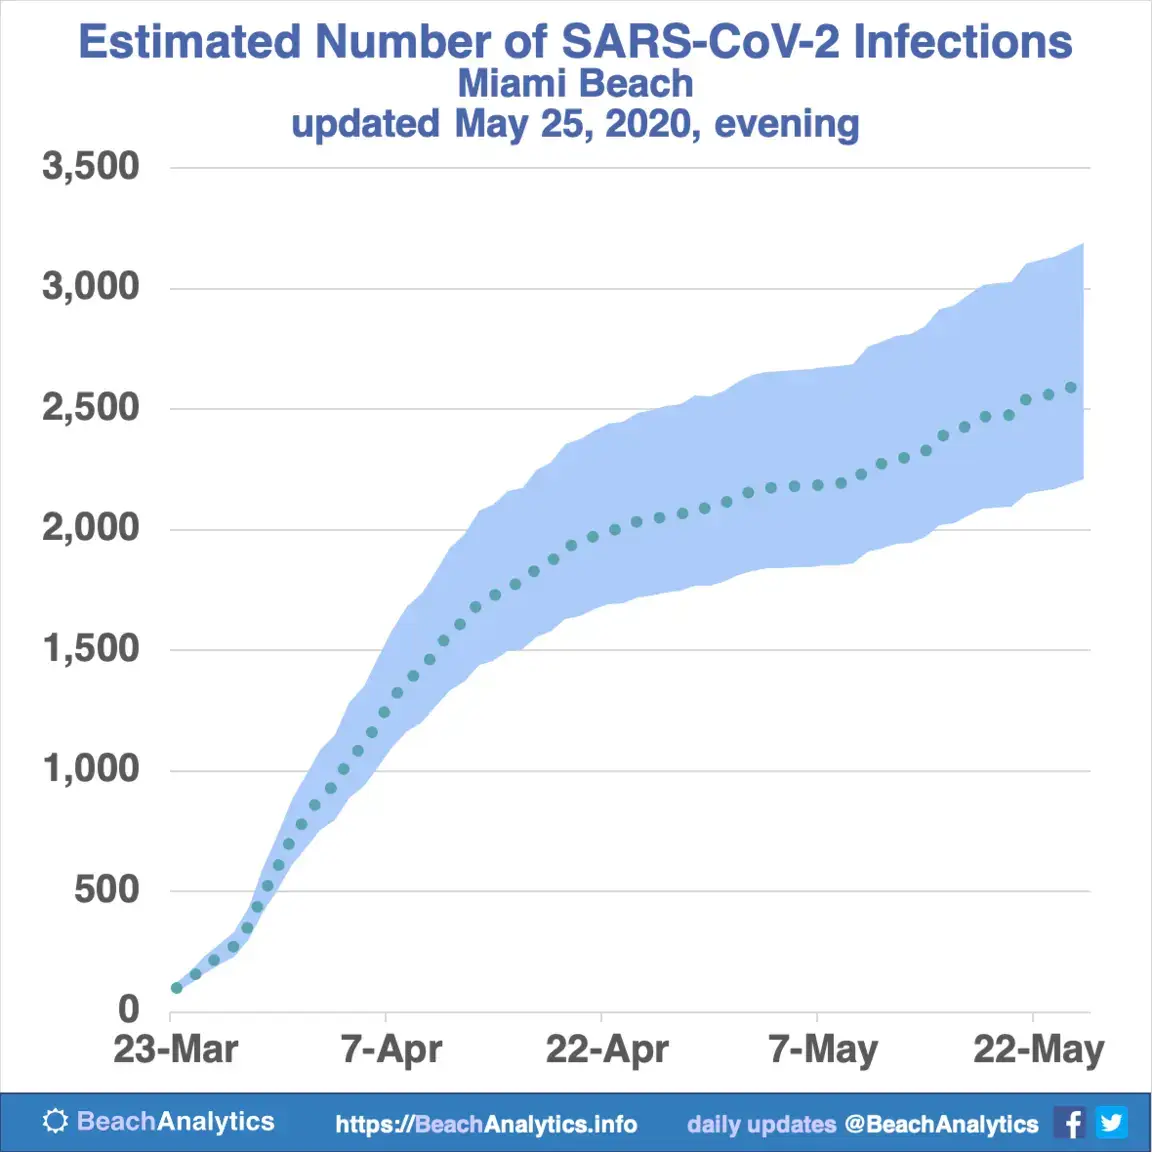 Estimated Number of SARS-CoV-2 Infections
Miami Beach
updated May 25, 2020, evening
3,500
3,000
2,500
2,000
1,500
1,000
500
0
23-Mar 7-Apr 22-Apr 7-May 22-May
BeachAnalytics https://BeachAnalytics.info daily updates @BeachAnalytics